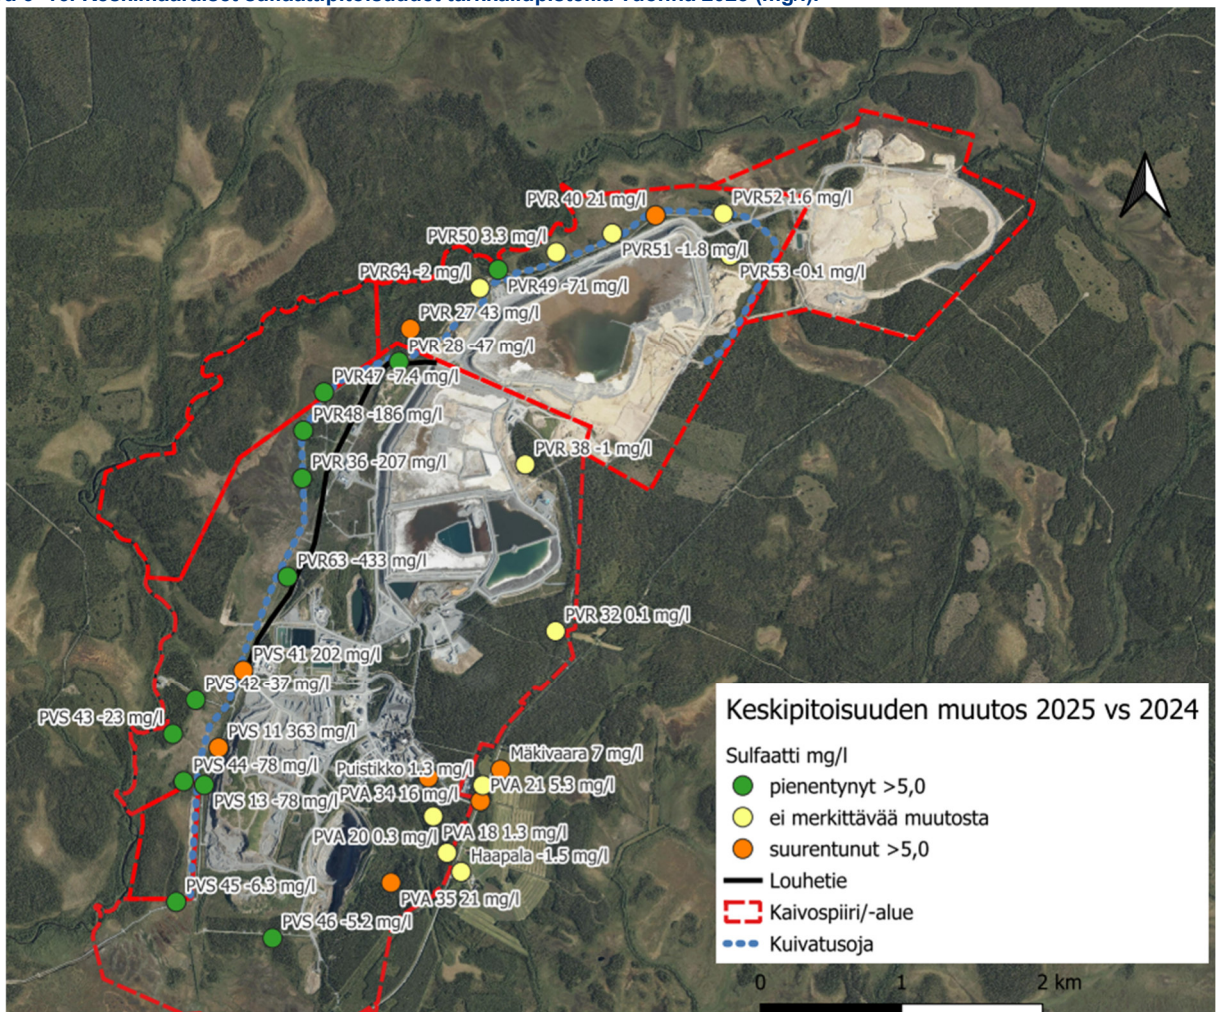 Keskimääräiset sulfaattipitoisuudet tarkkailupisteillä vuonna 2025 (mg/l).
PVR 40 21 mg/l
PVR52 1.6 mg/l
PVR50 3.3 mg/l
PVR51 -1.8 mg/l
PVR64 -2 mg/l
PVR53 -0.1 mg/l
PVR49 -71 mg/l
PVR 27 43 mg/l
PVR 28 -47 mg/l
PVR47 -7.4 mg/l
PVR48 -186 mg/l
PVR 38 -1 mg/l
PVR 36 -207 mg/l
PVR63 -433 mg/l
PVR 32 0.1 mg/l
PVS 41 202 mg/l
PVS 42 -37 mg/l
PVS 43 -23 mg/l
PVS 11 363 mg/l
Mäkivaara 7 mg/l
PVS 44 -78 mg/l
Puistikko 1.3 mg/l
PVA 21 5.3 mg/l
PVS 13 -78 mg/l
PVA 34 16 mg/l
PVA 20 0.3 mg/l
PVA 18 1.3 mg/l
Haapala -1.5 mg/l
PVS 45 -6.3 mg/l
PVA 35 21 mg/l
PVS 46 -5.2 mg/l
Keskipitoisuuden muutos 2025 vs 2024
Sulfaatti mg/l
pienentynyt >5,0
ei merkittävää muutosta
suurentunut >5,0
Louhetie
Kaivospiiri/-alue
Kuivatusoja
0 1 2 km